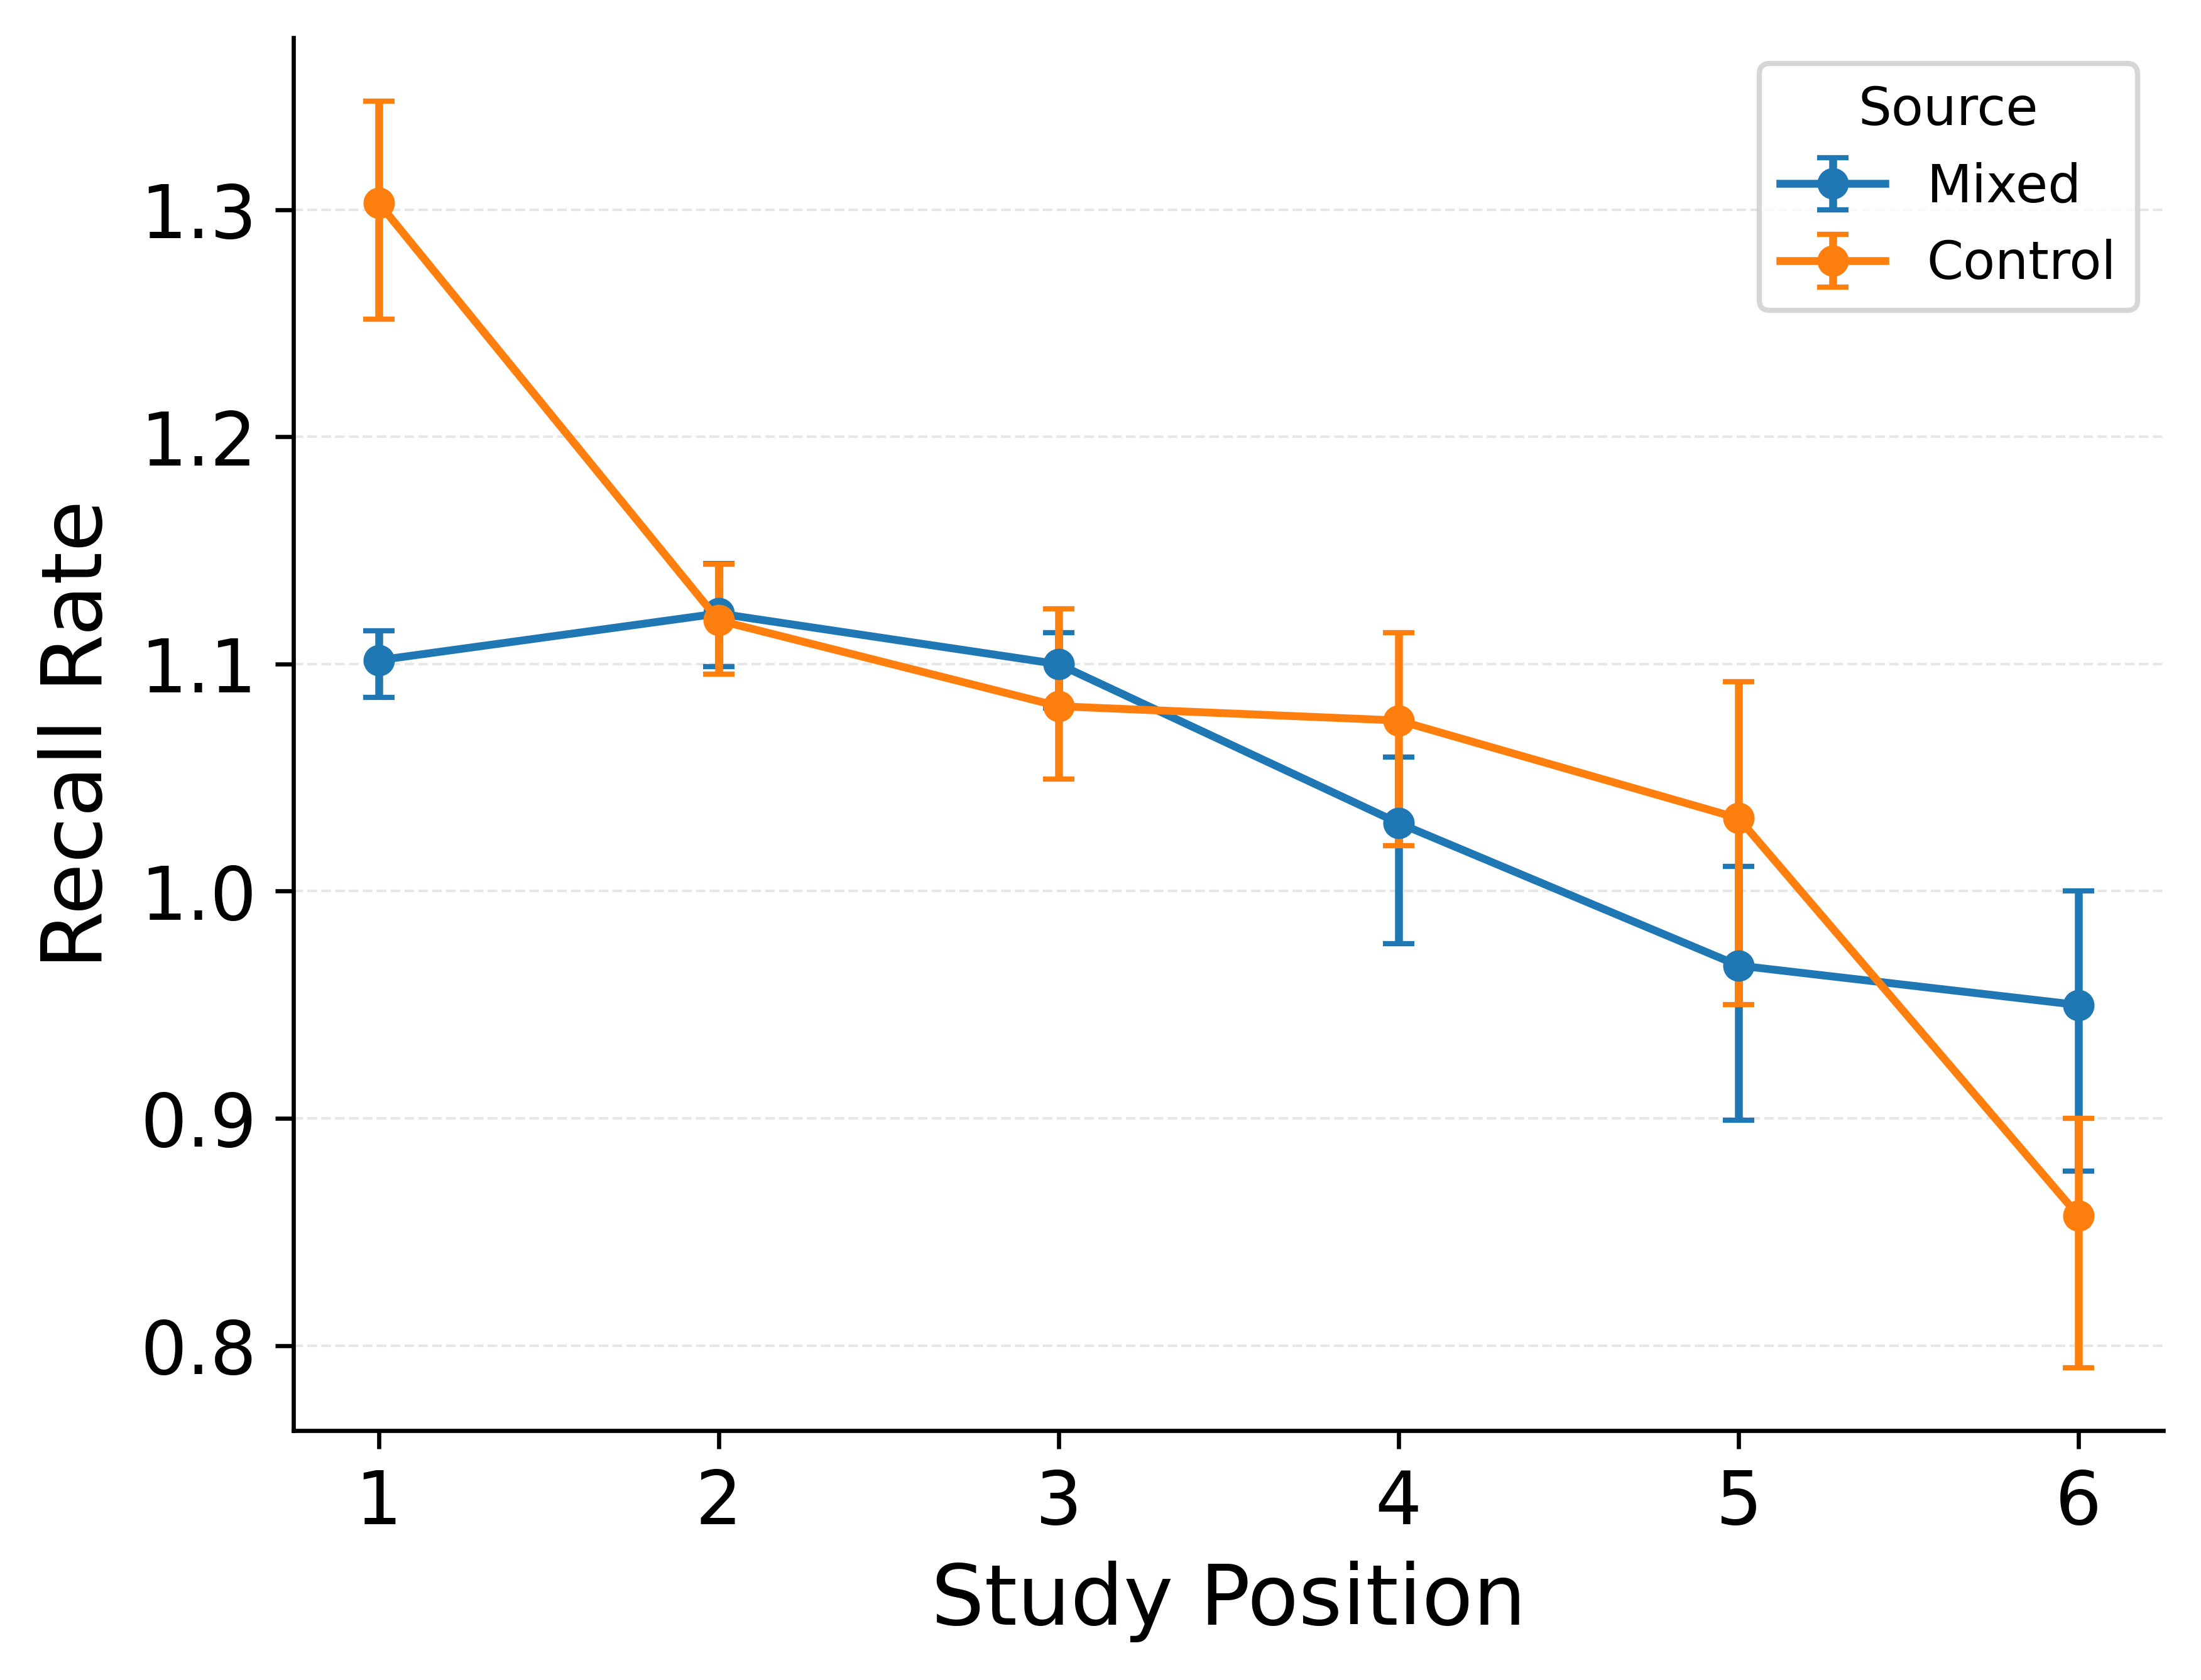 Source
Mixed
Control
Recall Rate
1.3
1.2
1.1
1.0
0.9
0.8
1 2 3 4 5 6
Study Position